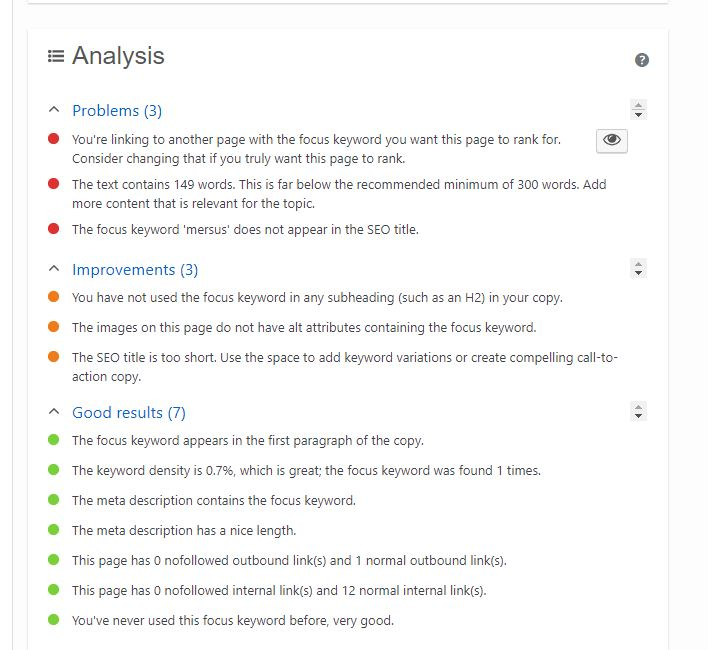 Analysis
Problems (3)
You're linking to another page with the focus keyword you want this page to rank for.
Consider changing that if you truly want this page to rank.
The text contains 149 words. This is far below the recommended minimum of 300 words. Add
more content that is relevant for the topic.
The focus keyword 'mersus' does not appear in the SEO title.
Improvements (3)
You have not used the focus keyword in any subheading (such as an H2) in your copy.
The images on this page do not have alt attributes containing the focus keyword.
The SEO title is too short. Use the space to add keyword variations or create compelling call-to-
action copy.
Good results (7)
The focus keyword appears in the first paragraph of the copy.
The keyword density is 0.7%, which is great; the focus keyword was found 1 times.
The meta description contains the focus keyword.
The meta description has a nice length.
This page has 0 nofollowed outbound link(s) and 1 normal outbound link(s).
This page has 0 nofollowed internal link(s) and 12 normal internal link(s).
You've never used this focus keyword before, very good.